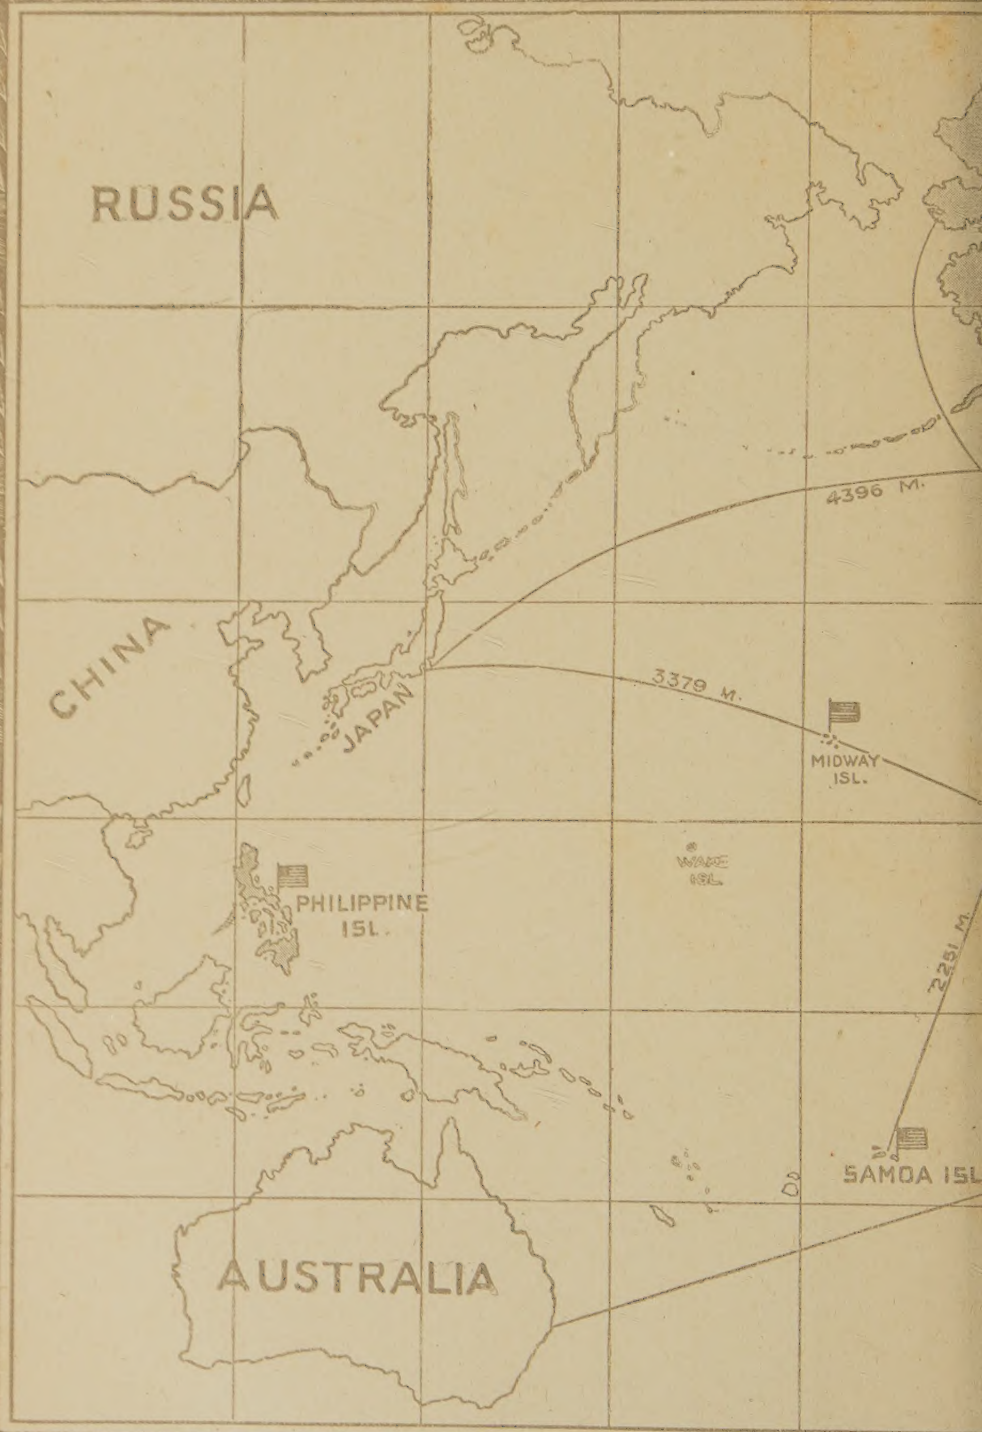 RUSSIA
4396 M.
CHINA
JAPAN
3379 M.
MIDWAY
ISL.
WAKE
ISL.
PHILIPPINE
ISL.
2251 M.
SAMOA ISL
AUSTRALIA